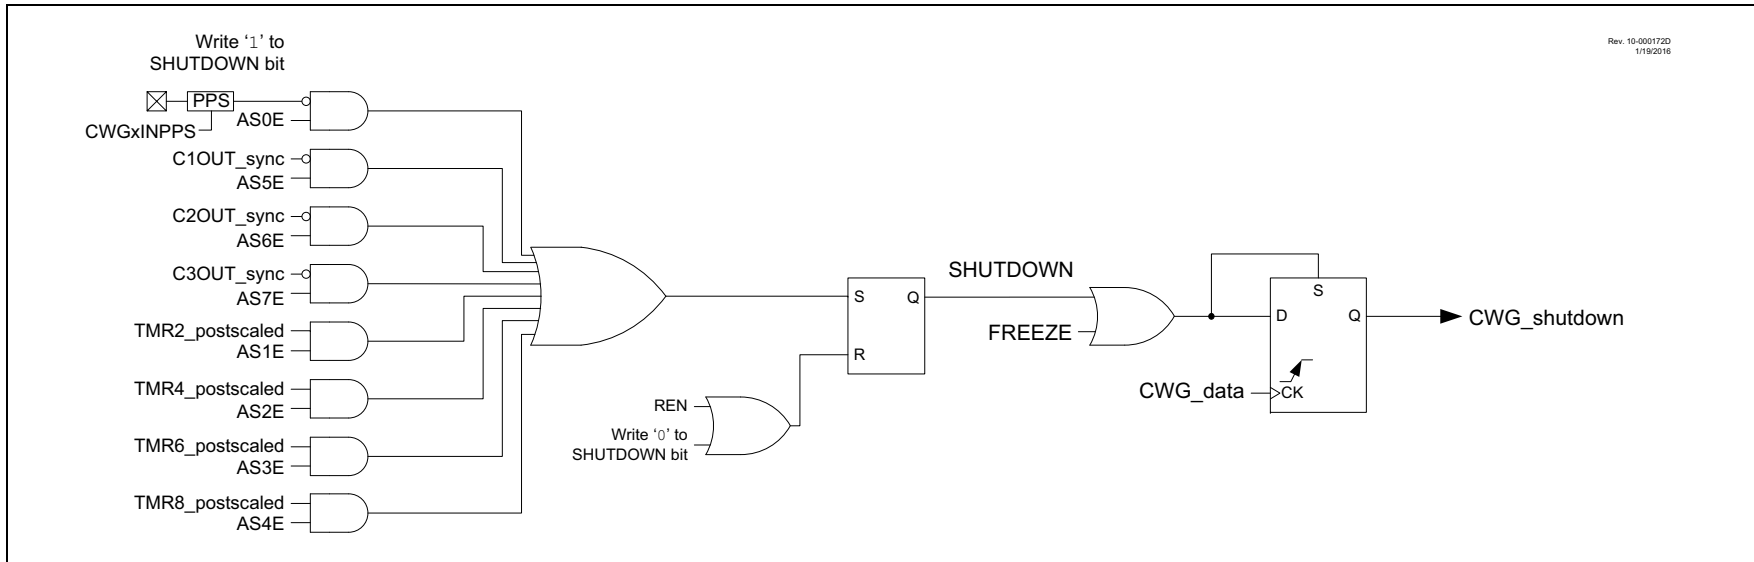 Rev. 10-000172D
1/19/2016
Write ‘1’ to
SHUTDOWN bit
PPS
AS0E
CWGxINPPS
C1OUT_sync
AS5E
C2OUT_sync
AS6E
C3OUT_sync
AS7E
TMR2_postscaled
AS1E
TMR4_postscaled
AS2E
TMR6_postscaled
AS3E
TMR8_postscaled
AS4E
S
Q
R
REN
Write ‘0’ to
SHUTDOWN bit
SHUTDOWN
FREEZE
S
D
Q
CWG_data
CK
CWG_shutdown